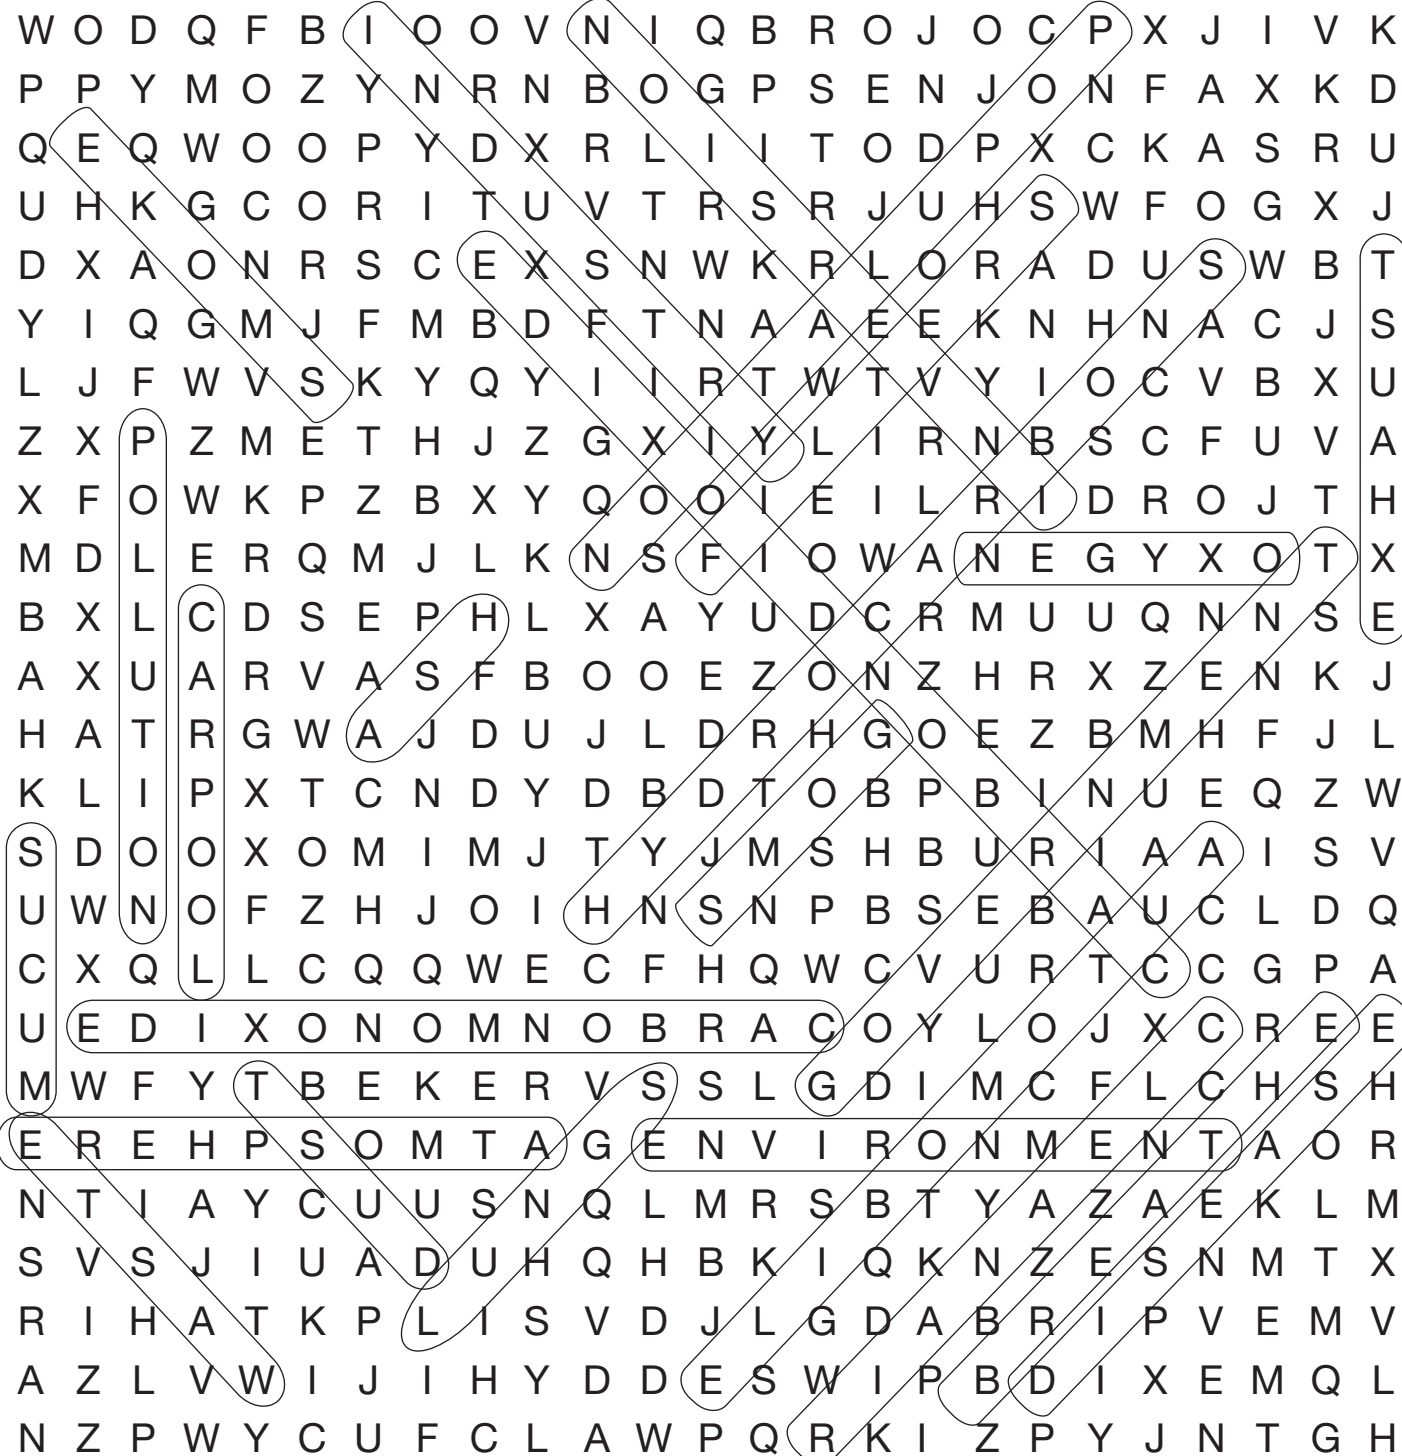 W O D Q F B I O O V N I Q B R O J O C P X J I V K
P P Y M O Z Y N R N B O G P S E N J O N F A X K D
Q E Q W O O P Y D X R L I I T O D P X C K A S R U
U H K G C O R I T U V T R S R J U H S W F O G X J
D X A O N R S C E X S N W K R L O R A D U S W B T
Y I Q G M J F M B D F T N A A E E K N H N A C J S
L J F W V S K Y Q Y I I R T W T V Y I O C V B X U
Z X P Z M E T H J Z G X I Y L I R N B S C F U V A
X F O W K P Z B X Y Q O O I E I L R I D R O J T H
M D L E R Q M J L K N S F I O W A N E G Y X O T X
B X L C D S E P H L X A Y U D C R M U U Q N N S E
A X U A R V A S F B O O E Z O N Z H R X Z E N K J
H A T R G W A J D U J L D R H G O E Z B M H F J L
K L I P X T C N D Y D B D T O B P B I N U E Q Z W
S D O O X O M I M J T Y J M S H B U R I A A I S V
U W N O F Z H J O I H N S N P B S E B A U C L D Q
C X Q L L C Q Q W E C F H Q W C V U R T C C G P A
U E D I X O N O M N O B R A C O Y L O J X C R E E
M W F Y T B E K E R V S S L G D I M C F L C H S H
E R E H P S O M T A G E N V I R O N M E N T A O R
N T I A Y C U U S N Q L M R S B T Y A Z A E K L M
S V S J I U A D U H Q H B K I Q K N Z E S N M T X
R I H A T K P L I S V D J L G D A B R I P V E M V
A Z L V W I J I H Y D D E S W I P B D I X E M Q L
N Z P W Y C U F C L A W P Q R K I Z P Y J N T G H